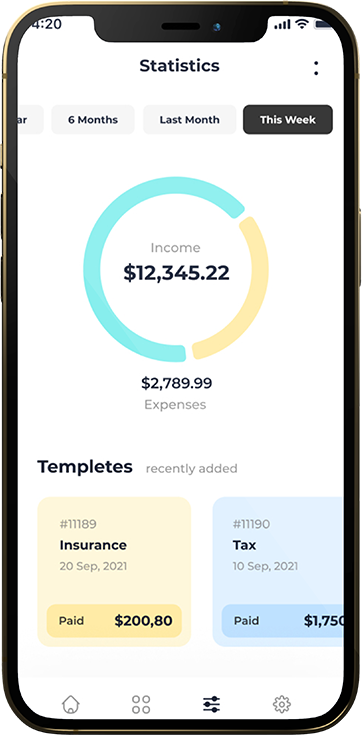 4:20
Statistics
ar 6 Months Last Month This Week
Income
$12,345.22
$2,789.99
Expenses
Templetes recently added
#11189 #11190
Insurance Tax
20 Sep, 2021 10 Sep, 2021
Paid $200,80 Paid $1,750